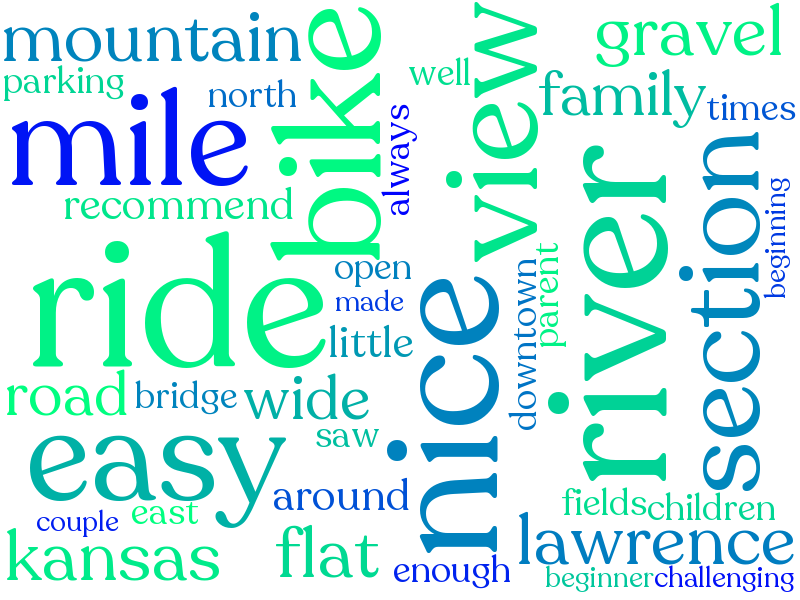 mountain
bike
view
gravel
parking
north
well
family
times
mile
always
recommend
river
section
beginning
ride
open
made
little
nice
downtown
parent
road
bridge
wide
saw
easy
around
couple
east
fields
children
kansas
flat
enough
lawrence
beginner
challenging